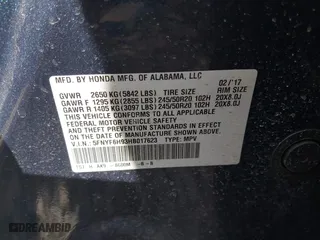 MFD. BY HONDA MFG. OF ALABAMA, LLC 02/17
GVWR 2650 KG(5842 LBS) TIRE SIZE RIM SIZE
GAWR F 1295 KG(2855 LBS) 245/50R20 102H 20X8.0J
GAWR R 1405 KG(3097 LBS) 245/50R20 102H 20X8.0J
THIS VEHICLE CONFORMS TO ALL APPLICABLE FEDERAL
MOTOR VEHICLE SAFETY AND THEFT PREVENTION
STANDARDS IN EFFECT ON THE DATE OF
MANUFACTURE SHOWN ABOVE.
V.I.N.: 5FNYF6H93HB017623 TYPE: MPV